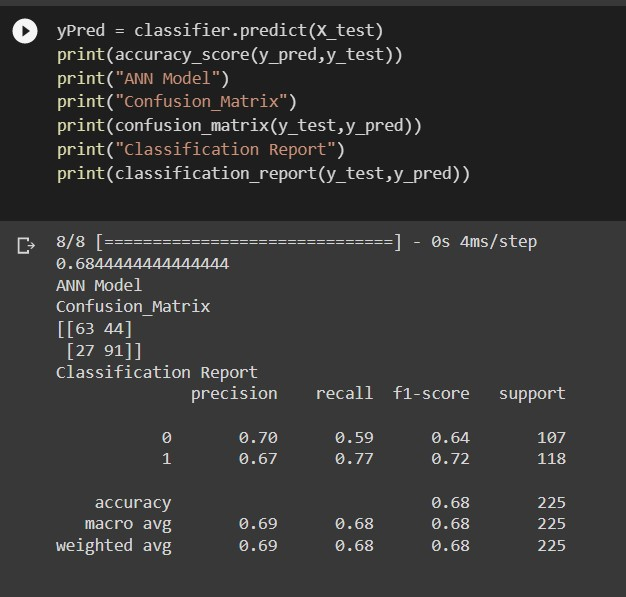 yPred = classifier.predict(X_test)
print(accuracy_score(y_pred,y_test))
print("ANN Model")
print("Confusion_Matrix")
print(confusion_matrix(y_test,y_pred))
print("Classification Report")
print(classification_report(y_test,y_pred))
8/8 [==============================] - 0s 4ms/step
0.6844444444444444
ANN Model
Confusion_Matrix
[[63 44]
 [27 91]]
Classification Report
              precision    recall  f1-score   support
           0       0.70      0.59      0.64       107
           1       0.67      0.77      0.72       118
    accuracy                           0.68       225
   macro avg       0.69      0.68      0.68       225
weighted avg       0.69      0.68      0.68       225